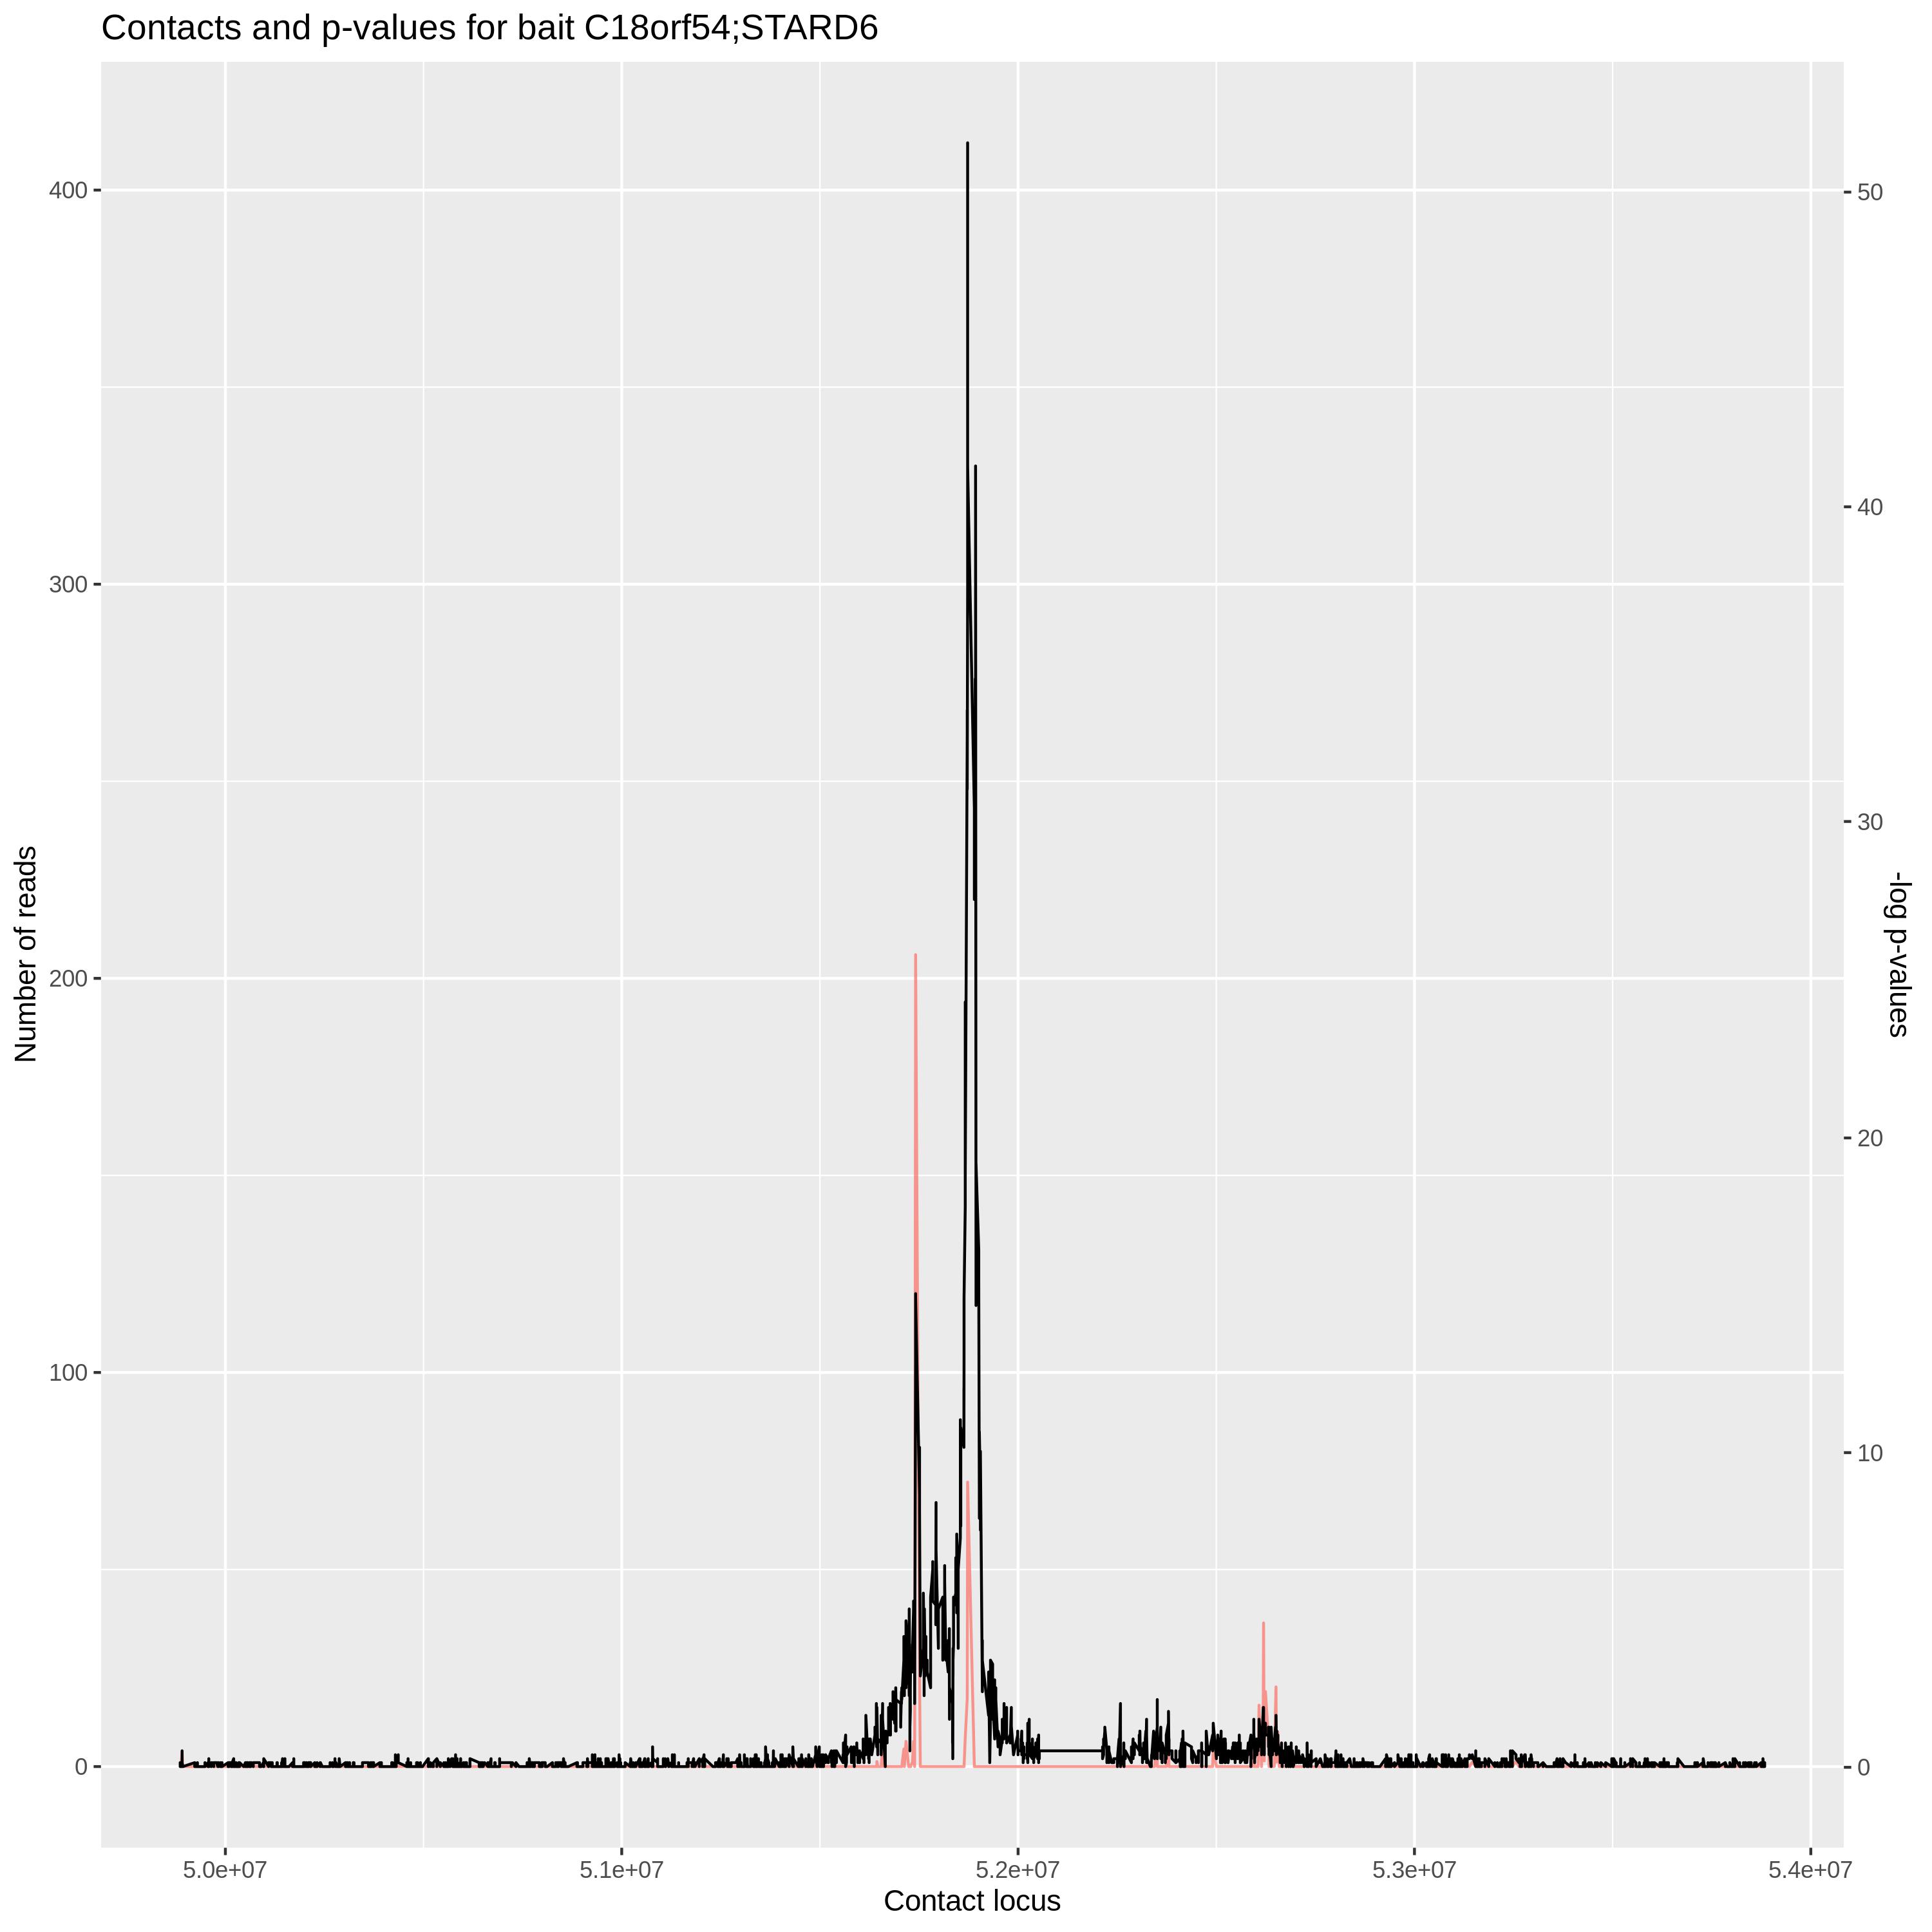 Contacts and p-values for bait C18orf54;STARD6
400
300
200
100
0
Number of reads
50
40
30
20
10
0
-log p-values
5.0e+07
5.1e+07
5.2e+07
5.3e+07
5.4e+07
Contact locus